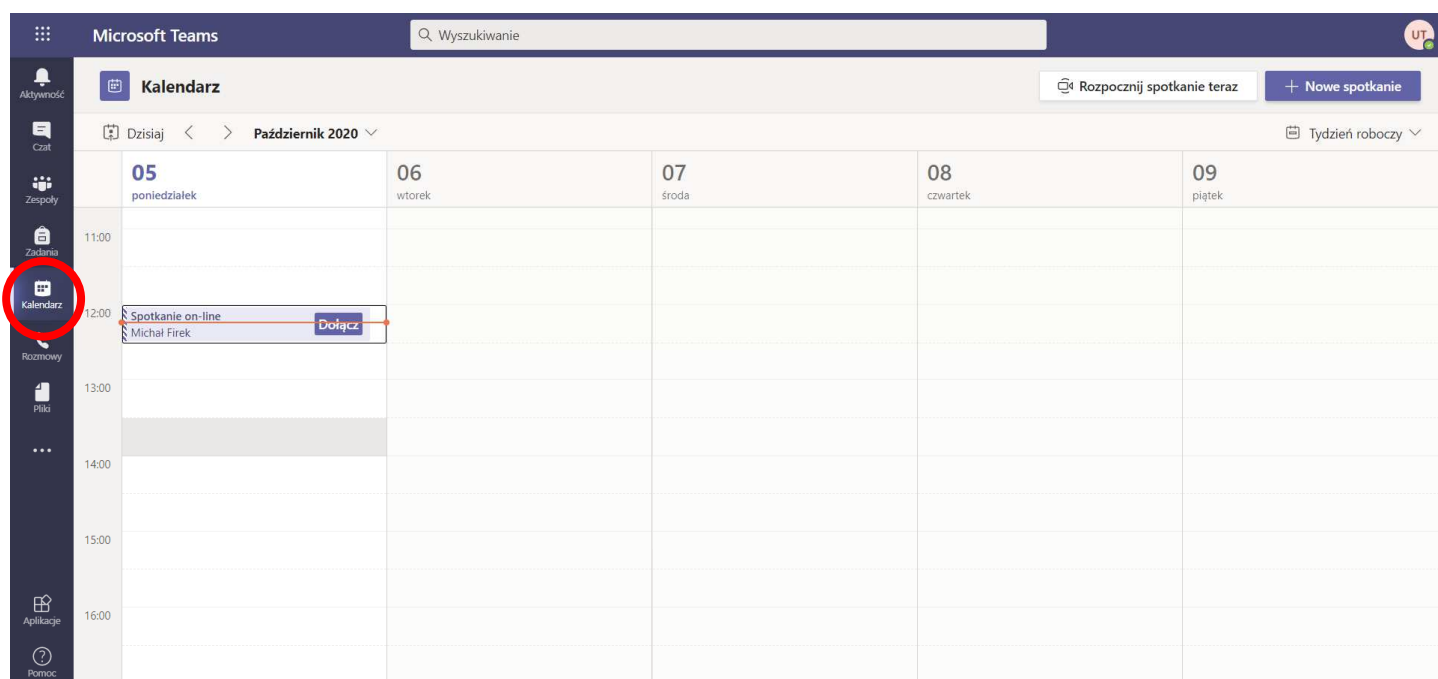 Microsoft Teams
Wyszukiwanie
UT
Aktywność
Czat
Zespoły
Zadania
Kalendarz
Rozmowy
Pliki
Aplikacje
Pomoc
Kalendarz
Rozpocznij spotkanie teraz
+ Nowe spotkanie
Dzisiaj < > Październik 2020
Tydzień roboczy
05 06 07 08 09
poniedziałek wtorek środa czwartek piątek
11:00
12:00
Spotkanie on-line
Michał Firek
Dołącz
13:00
14:00
15:00
16:00